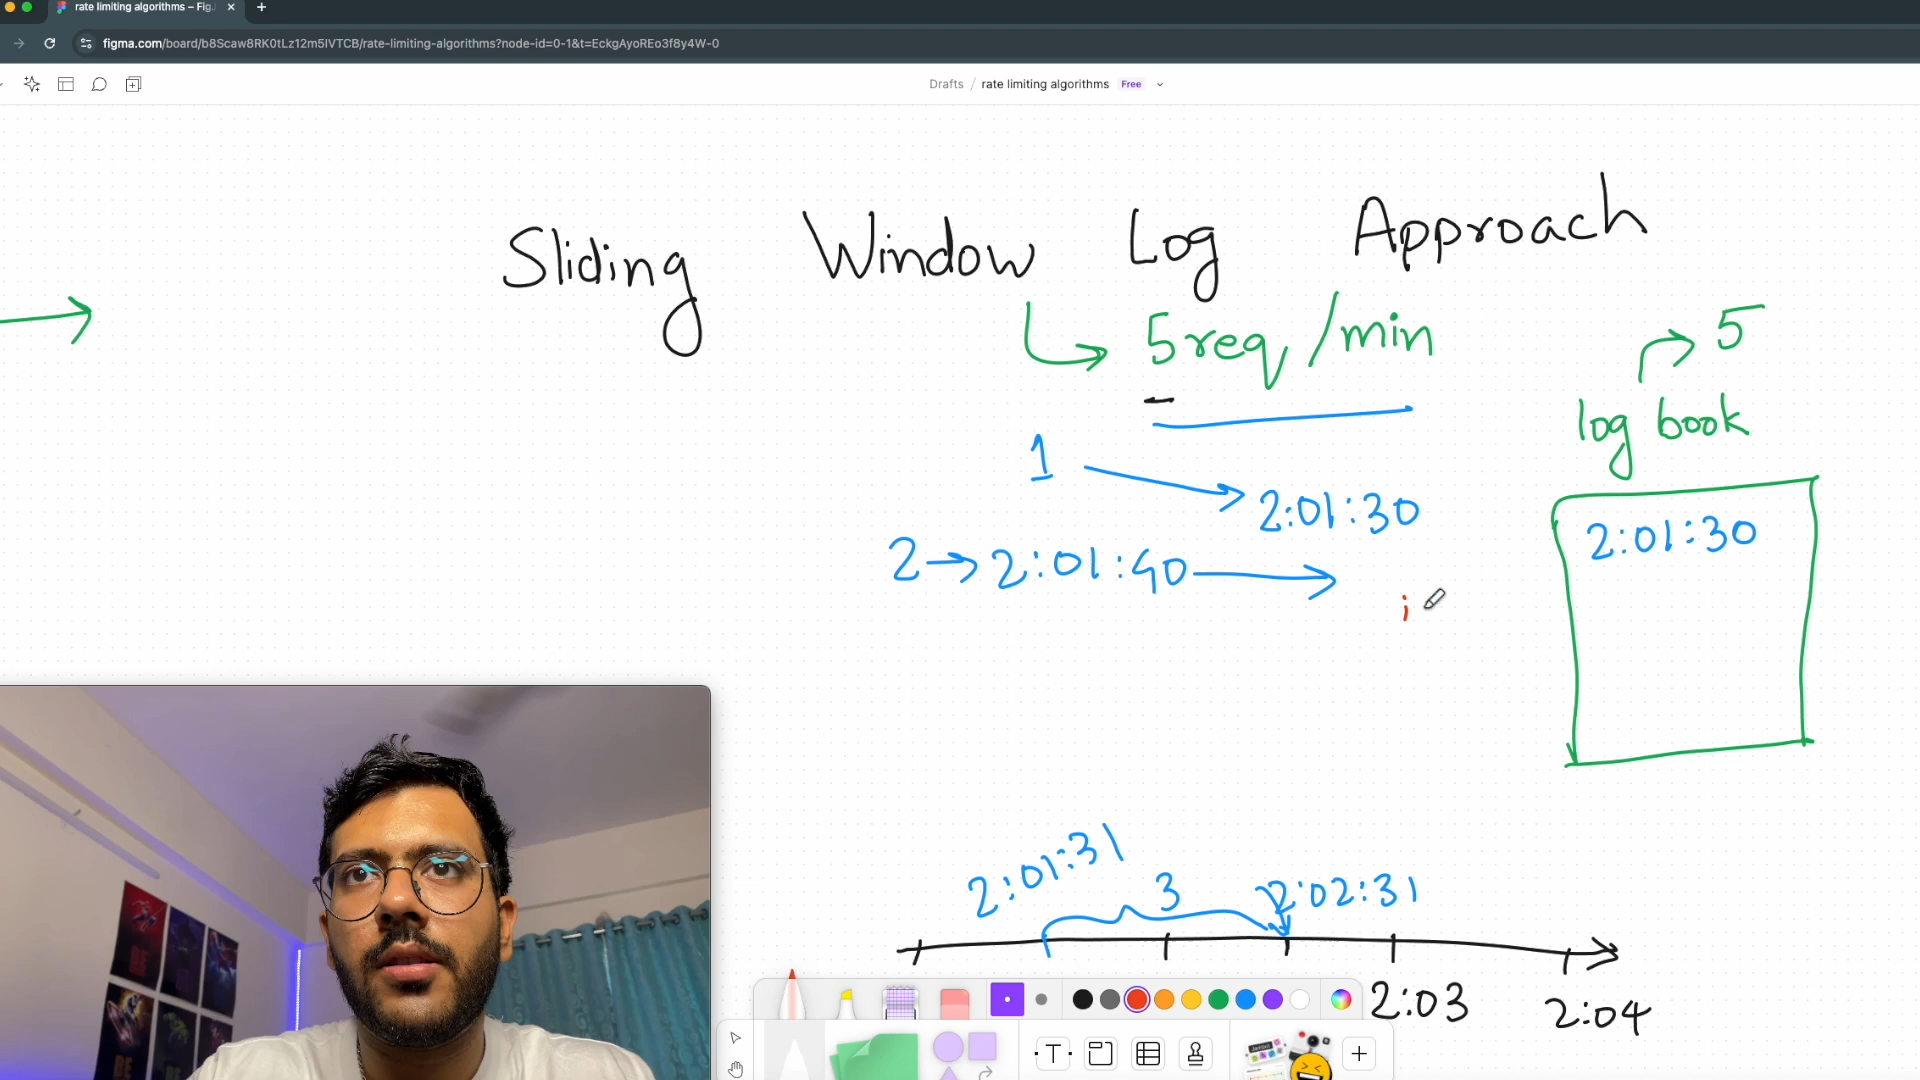 rate limiting algorithms – Fig
figma.com/board/b8Scaw8RK0tLz12m5IVTCB/rate-limiting-algorithms?node-id=0-1&t=EckgAyoREo3f8y4W-0
Drafts / rate limiting algorithms Free
Sliding Window Log Approach
5 req/min
5
log book
1
2:01:30
2:01:30
2 → 2:01:40
i
2:01:31
3
2:02:31
2:03
2:04
T